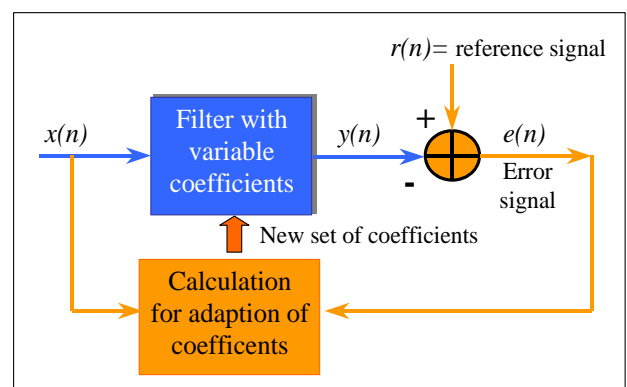 r(n)= reference signal
x(n)
Filter with
variable
coefficients
y(n)
+
-
e(n)
Error
signal
New set of coefficients
Calculation
for adaption of
coefficents